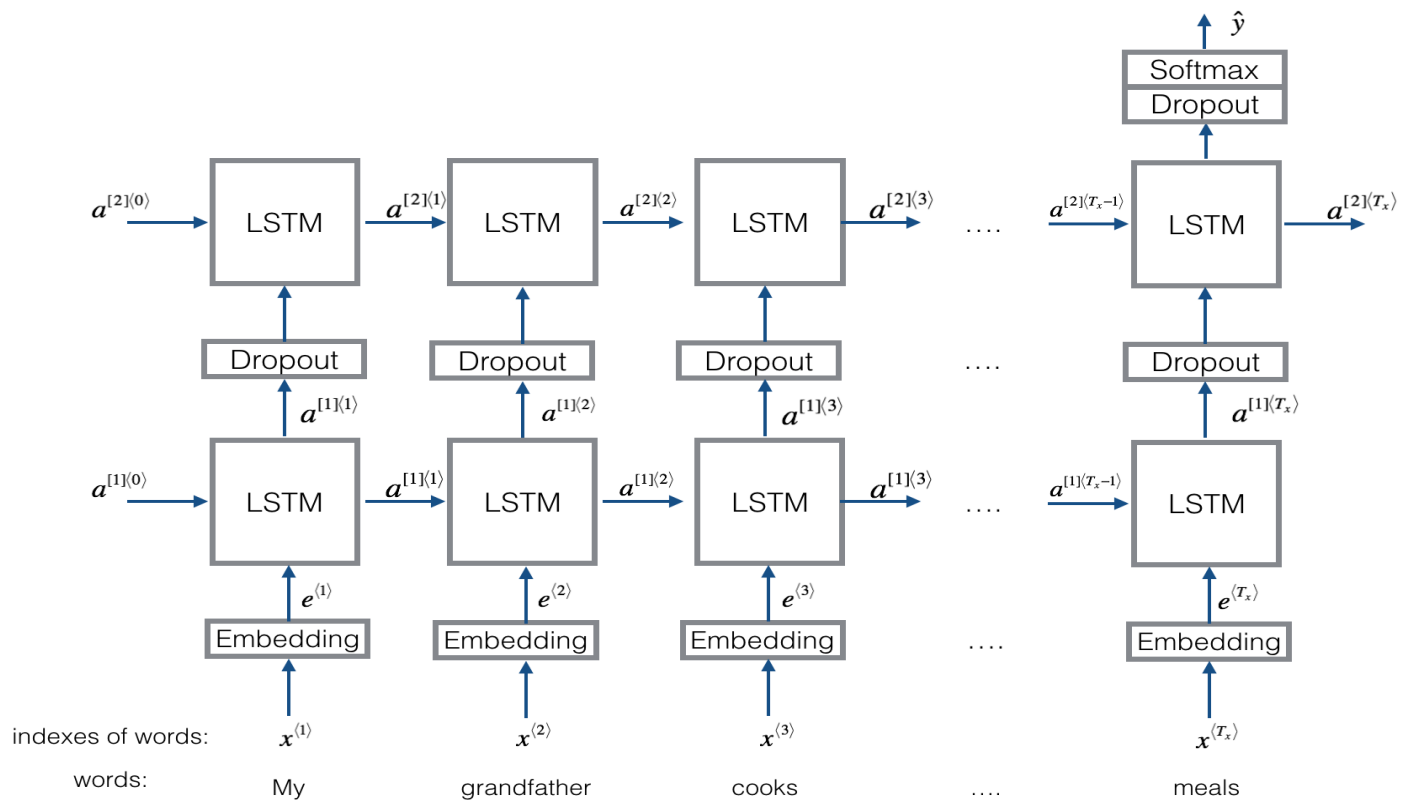 ŷ
Softmax
Dropout
a^[2]⟨0⟩ LSTM a^[2]⟨1⟩ LSTM a^[2]⟨2⟩ LSTM a^[2]⟨3⟩ .... a^[2]⟨T_x−1⟩ LSTM a^[2]⟨T_x⟩
Dropout Dropout Dropout .... Dropout
a^[1]⟨1⟩ a^[1]⟨2⟩ a^[1]⟨3⟩ a^[1]⟨T_x⟩
a^[1]⟨0⟩ LSTM a^[1]⟨1⟩ LSTM a^[1]⟨2⟩ LSTM a^[1]⟨3⟩ .... a^[1]⟨T_x−1⟩ LSTM
e^⟨1⟩ e^⟨2⟩ e^⟨3⟩ e^⟨T_x⟩
Embedding Embedding Embedding .... Embedding
indexes of words: x^⟨1⟩ x^⟨2⟩ x^⟨3⟩ x^⟨T_x⟩
words: My grandfather cooks .... meals